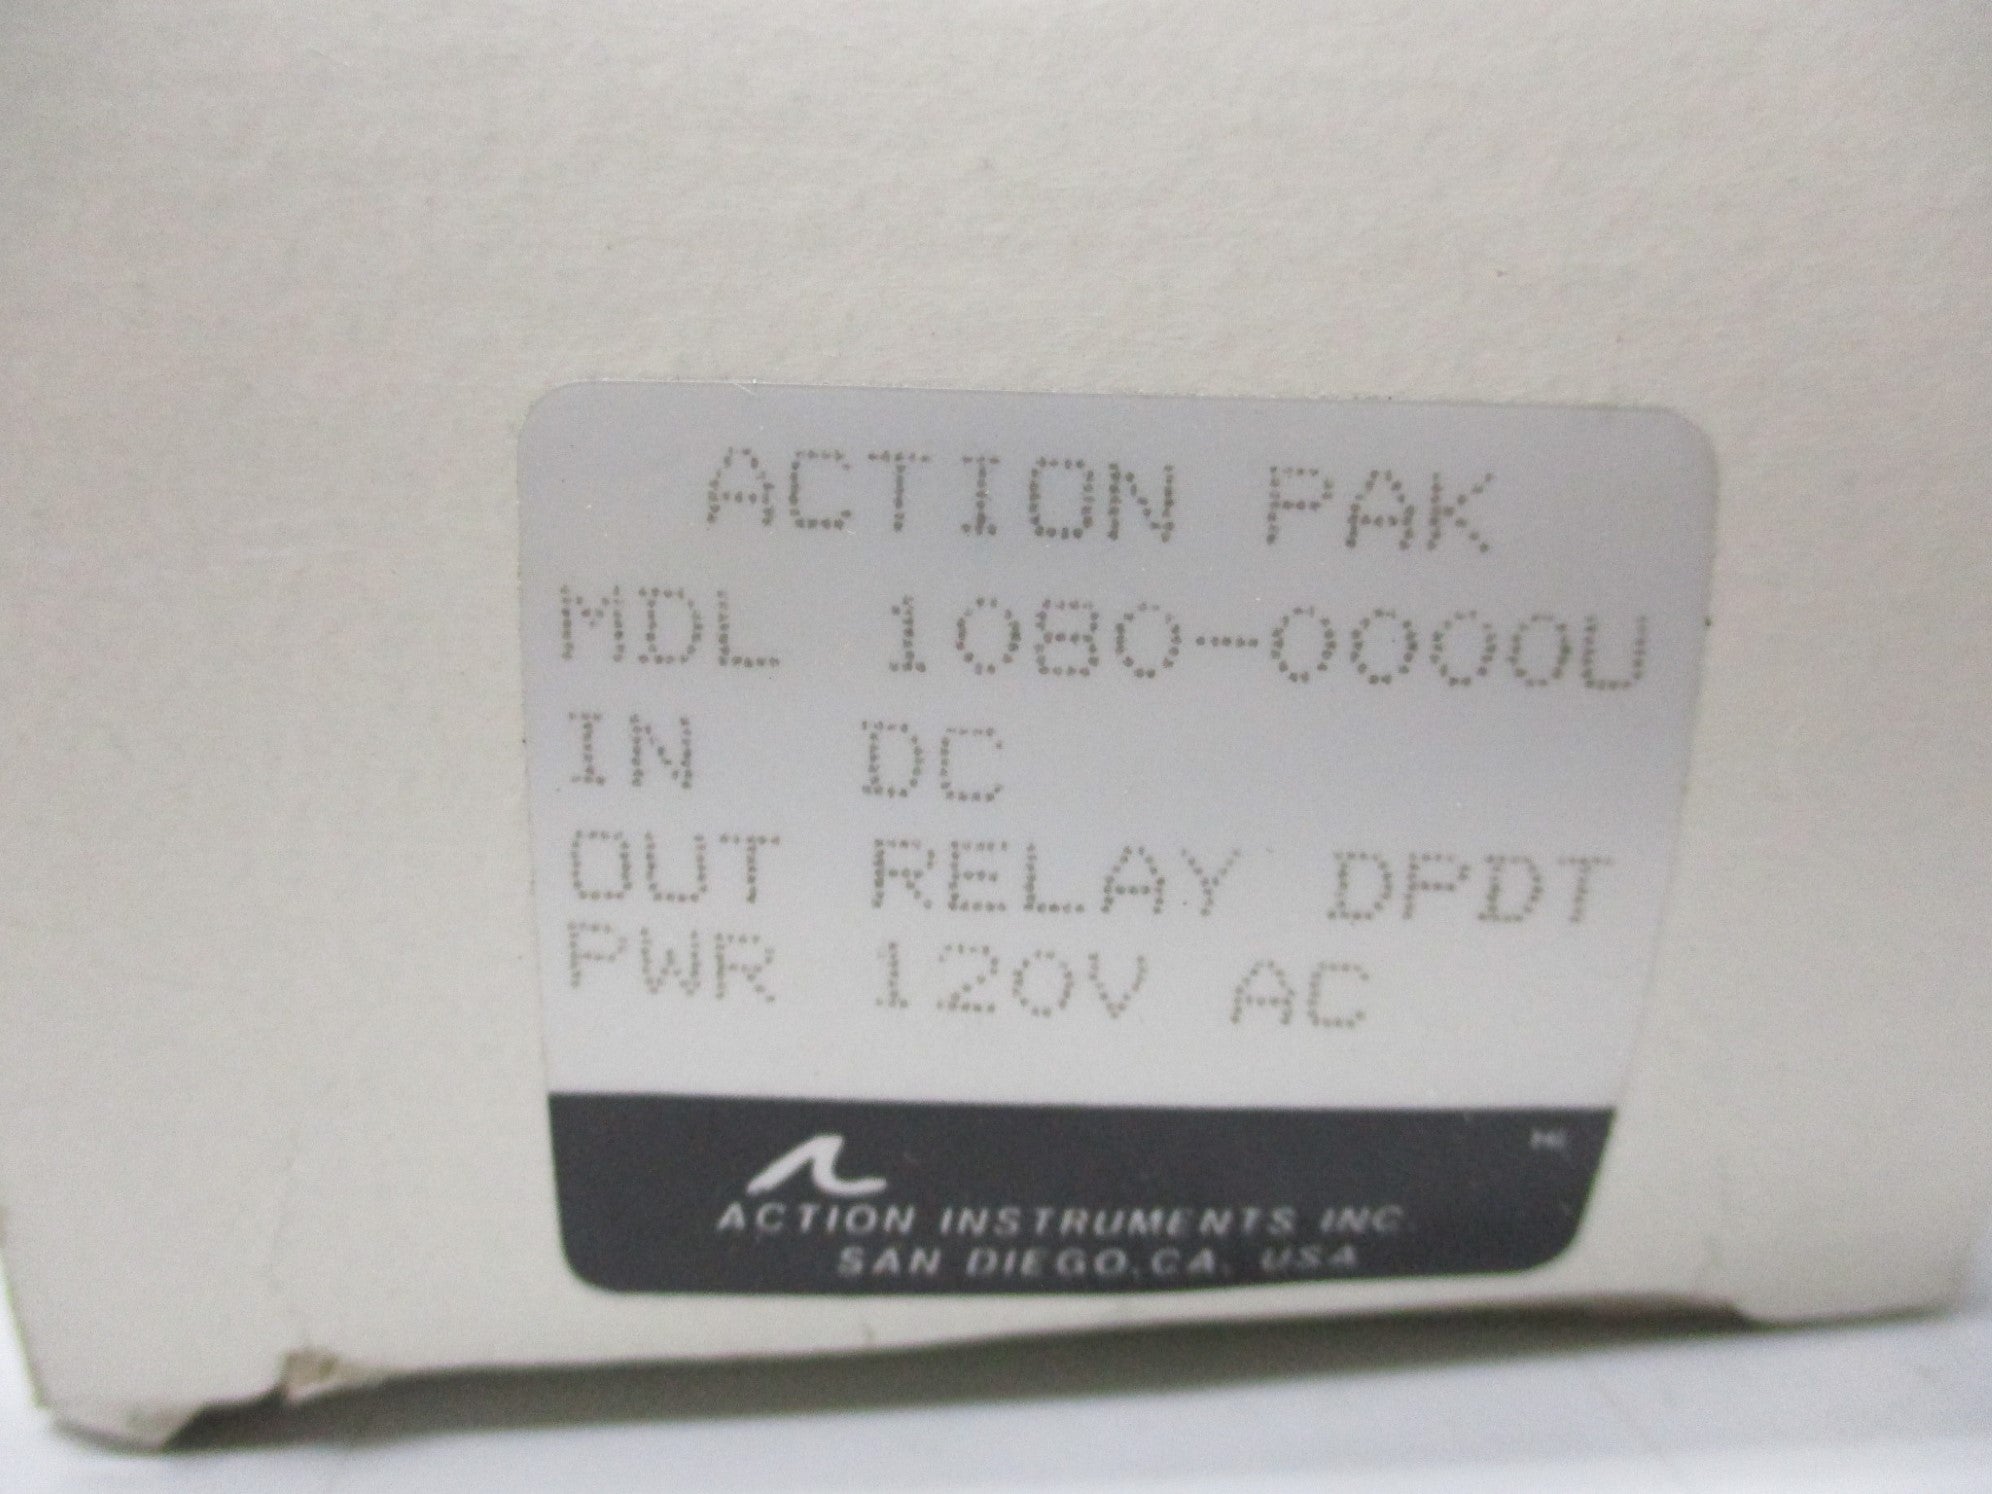 ACTION PAK
MDL 1080-0000U
IN DC
OUT RELAY DPDT
PWR 120V AC
ACTION INSTRUMENTS INC
SAN DIEGO, CA. USA